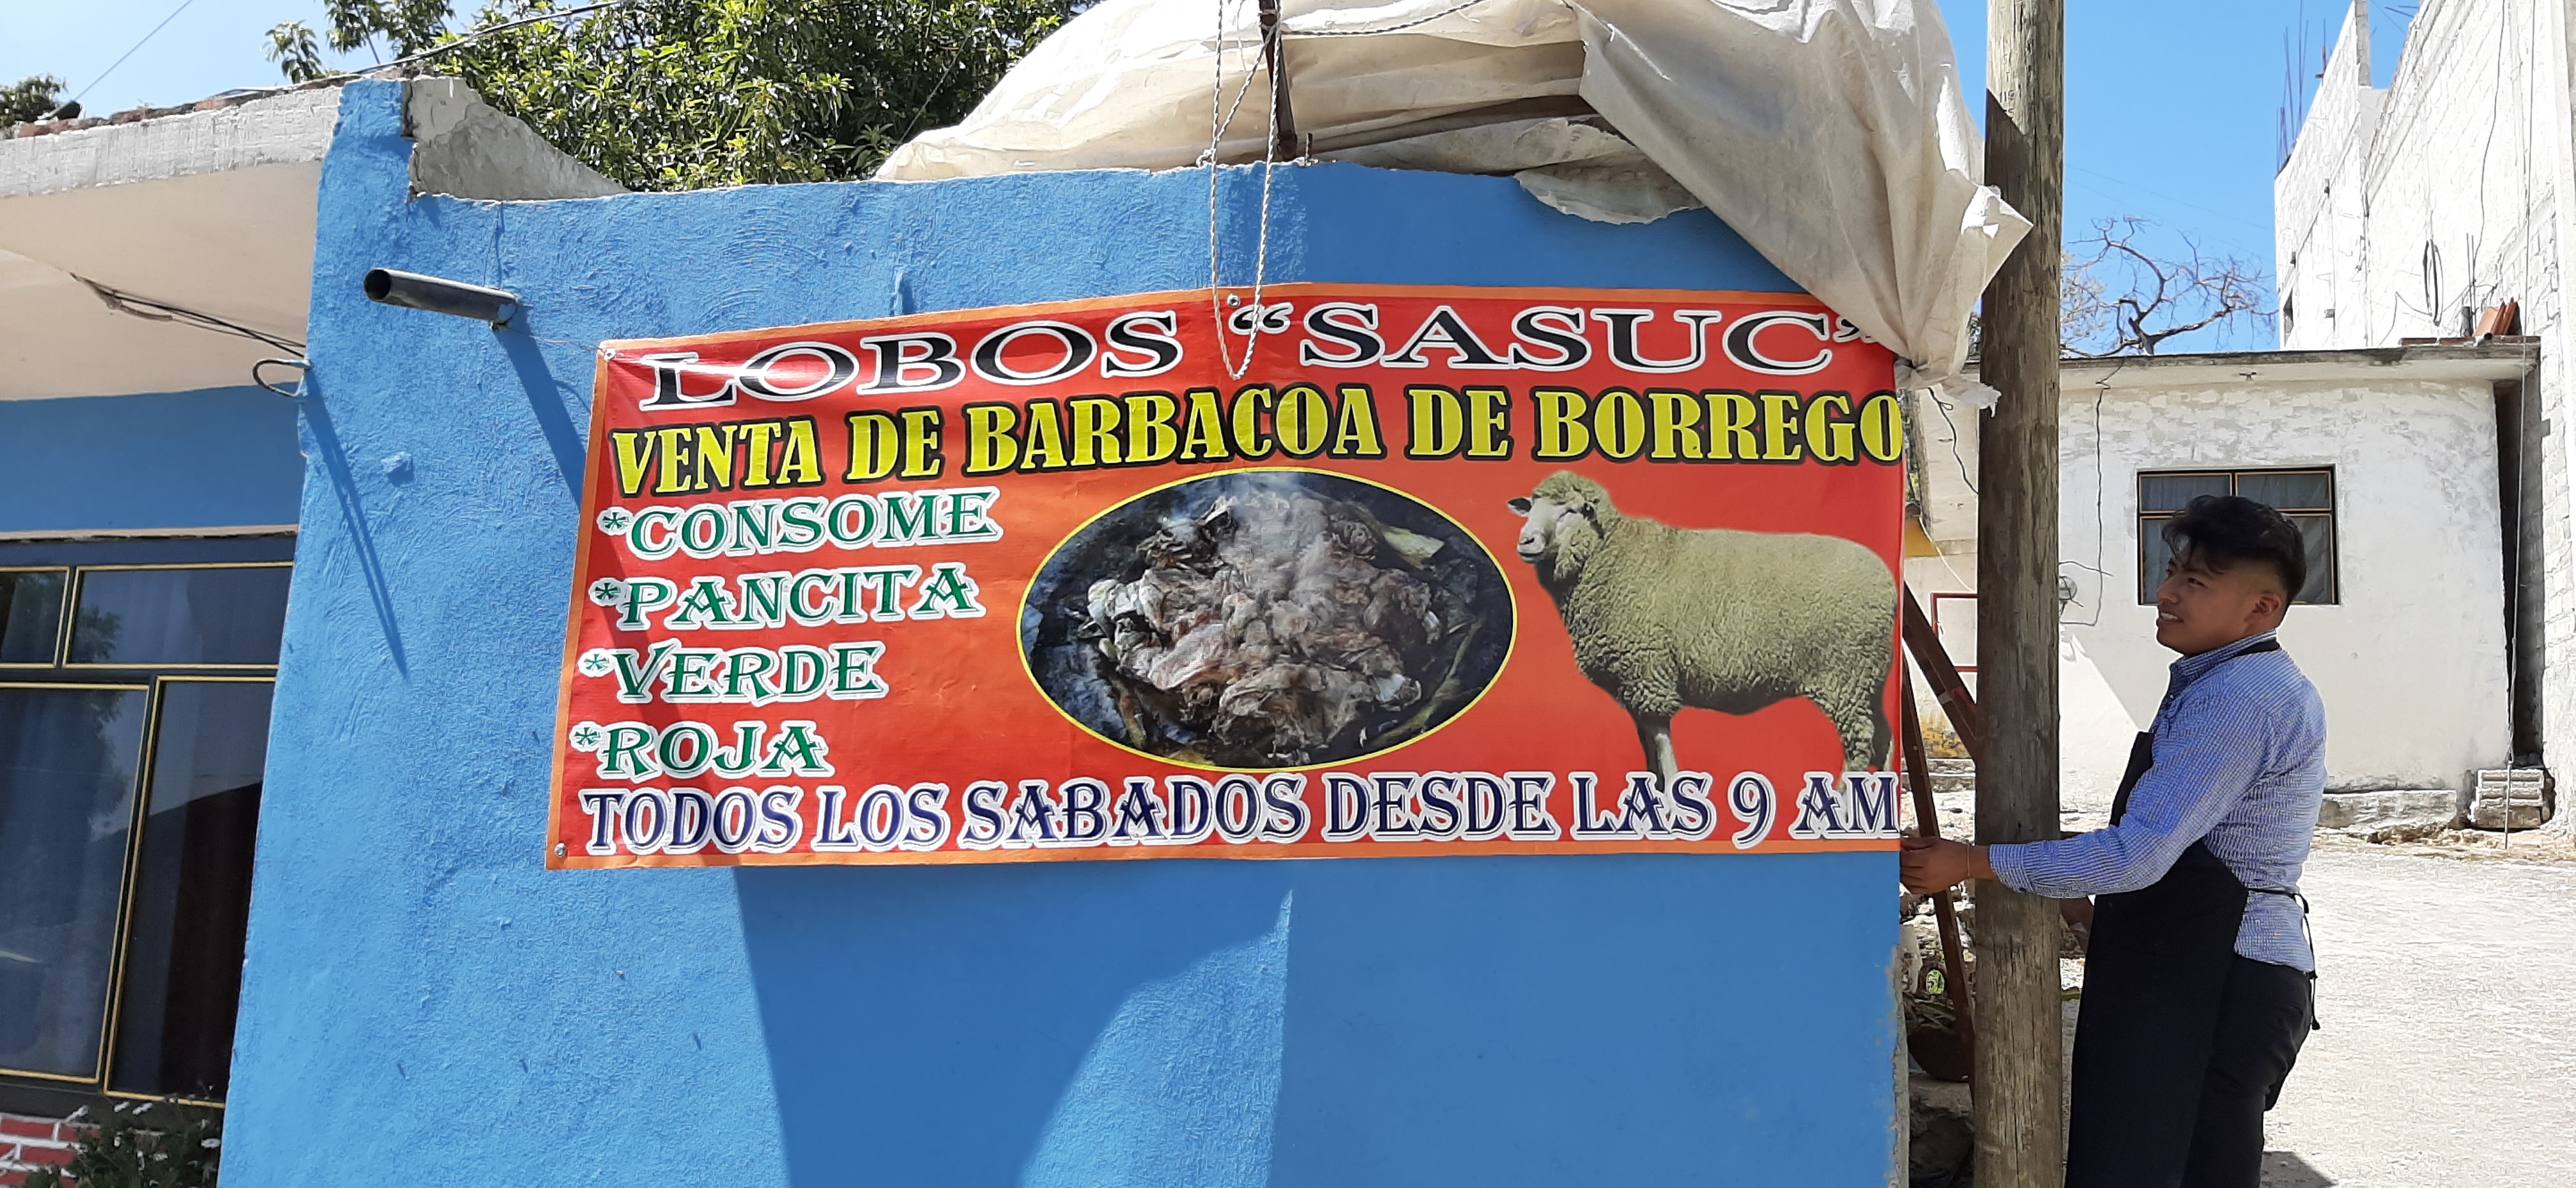 LOBOS "SASUC"
VENTA DE BARBACOA DE BORREGO
*CONSOME
*PANCITA
*VERDE
*ROJA
TODOS LOS SABADOS DESDE LAS 9 AM